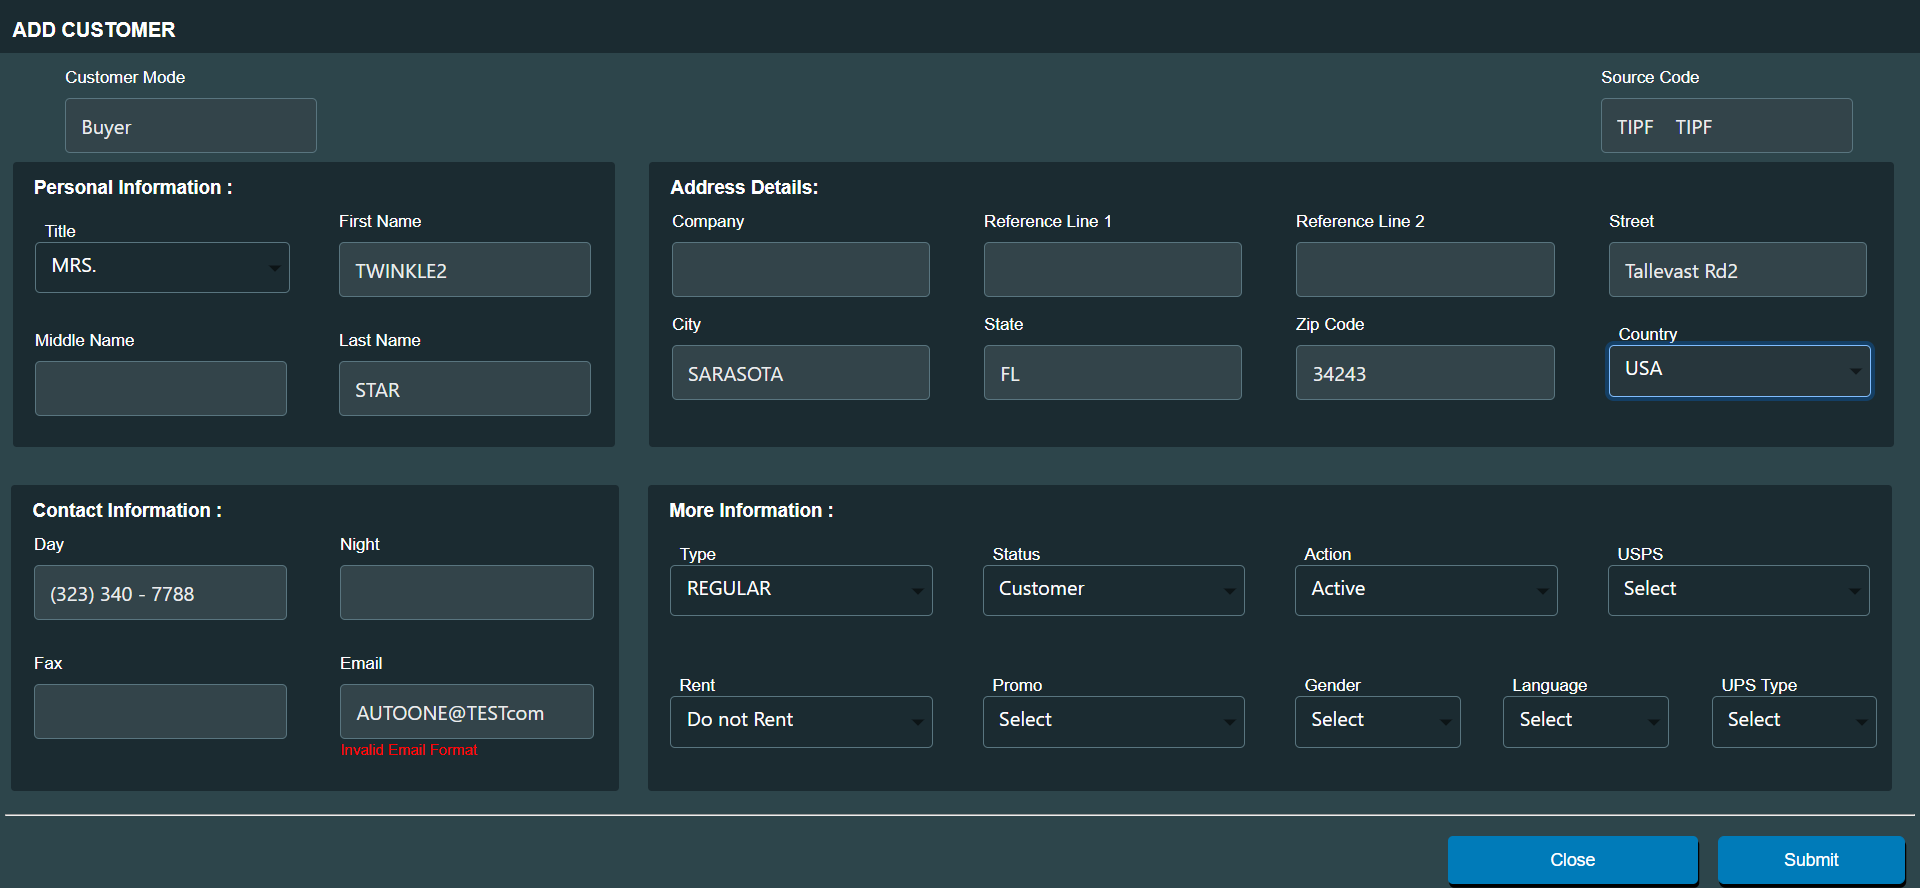 ADD CUSTOMER
Customer Mode
Source Code
Buyer
TIPF TIPF
Personal Information :
Title
First Name
MRS.
TWINKLE2
Middle Name
Last Name
STAR
Address Details:
Company
Reference Line 1
Reference Line 2
Street
Tallevast Rd2
City
State
Zip Code
Country
SARASOTA
FL
34243
USA
Contact Information :
Day
Night
(323) 340 - 7788
Fax
Email
AUTOONE@TESTcom
Invalid Email Format
More Information :
Type
Status
Action
USPS
REGULAR
Customer
Active
Select
Rent
Promo
Gender
Language
UPS Type
Do not Rent
Select
Select
Select
Select
Close
Submit